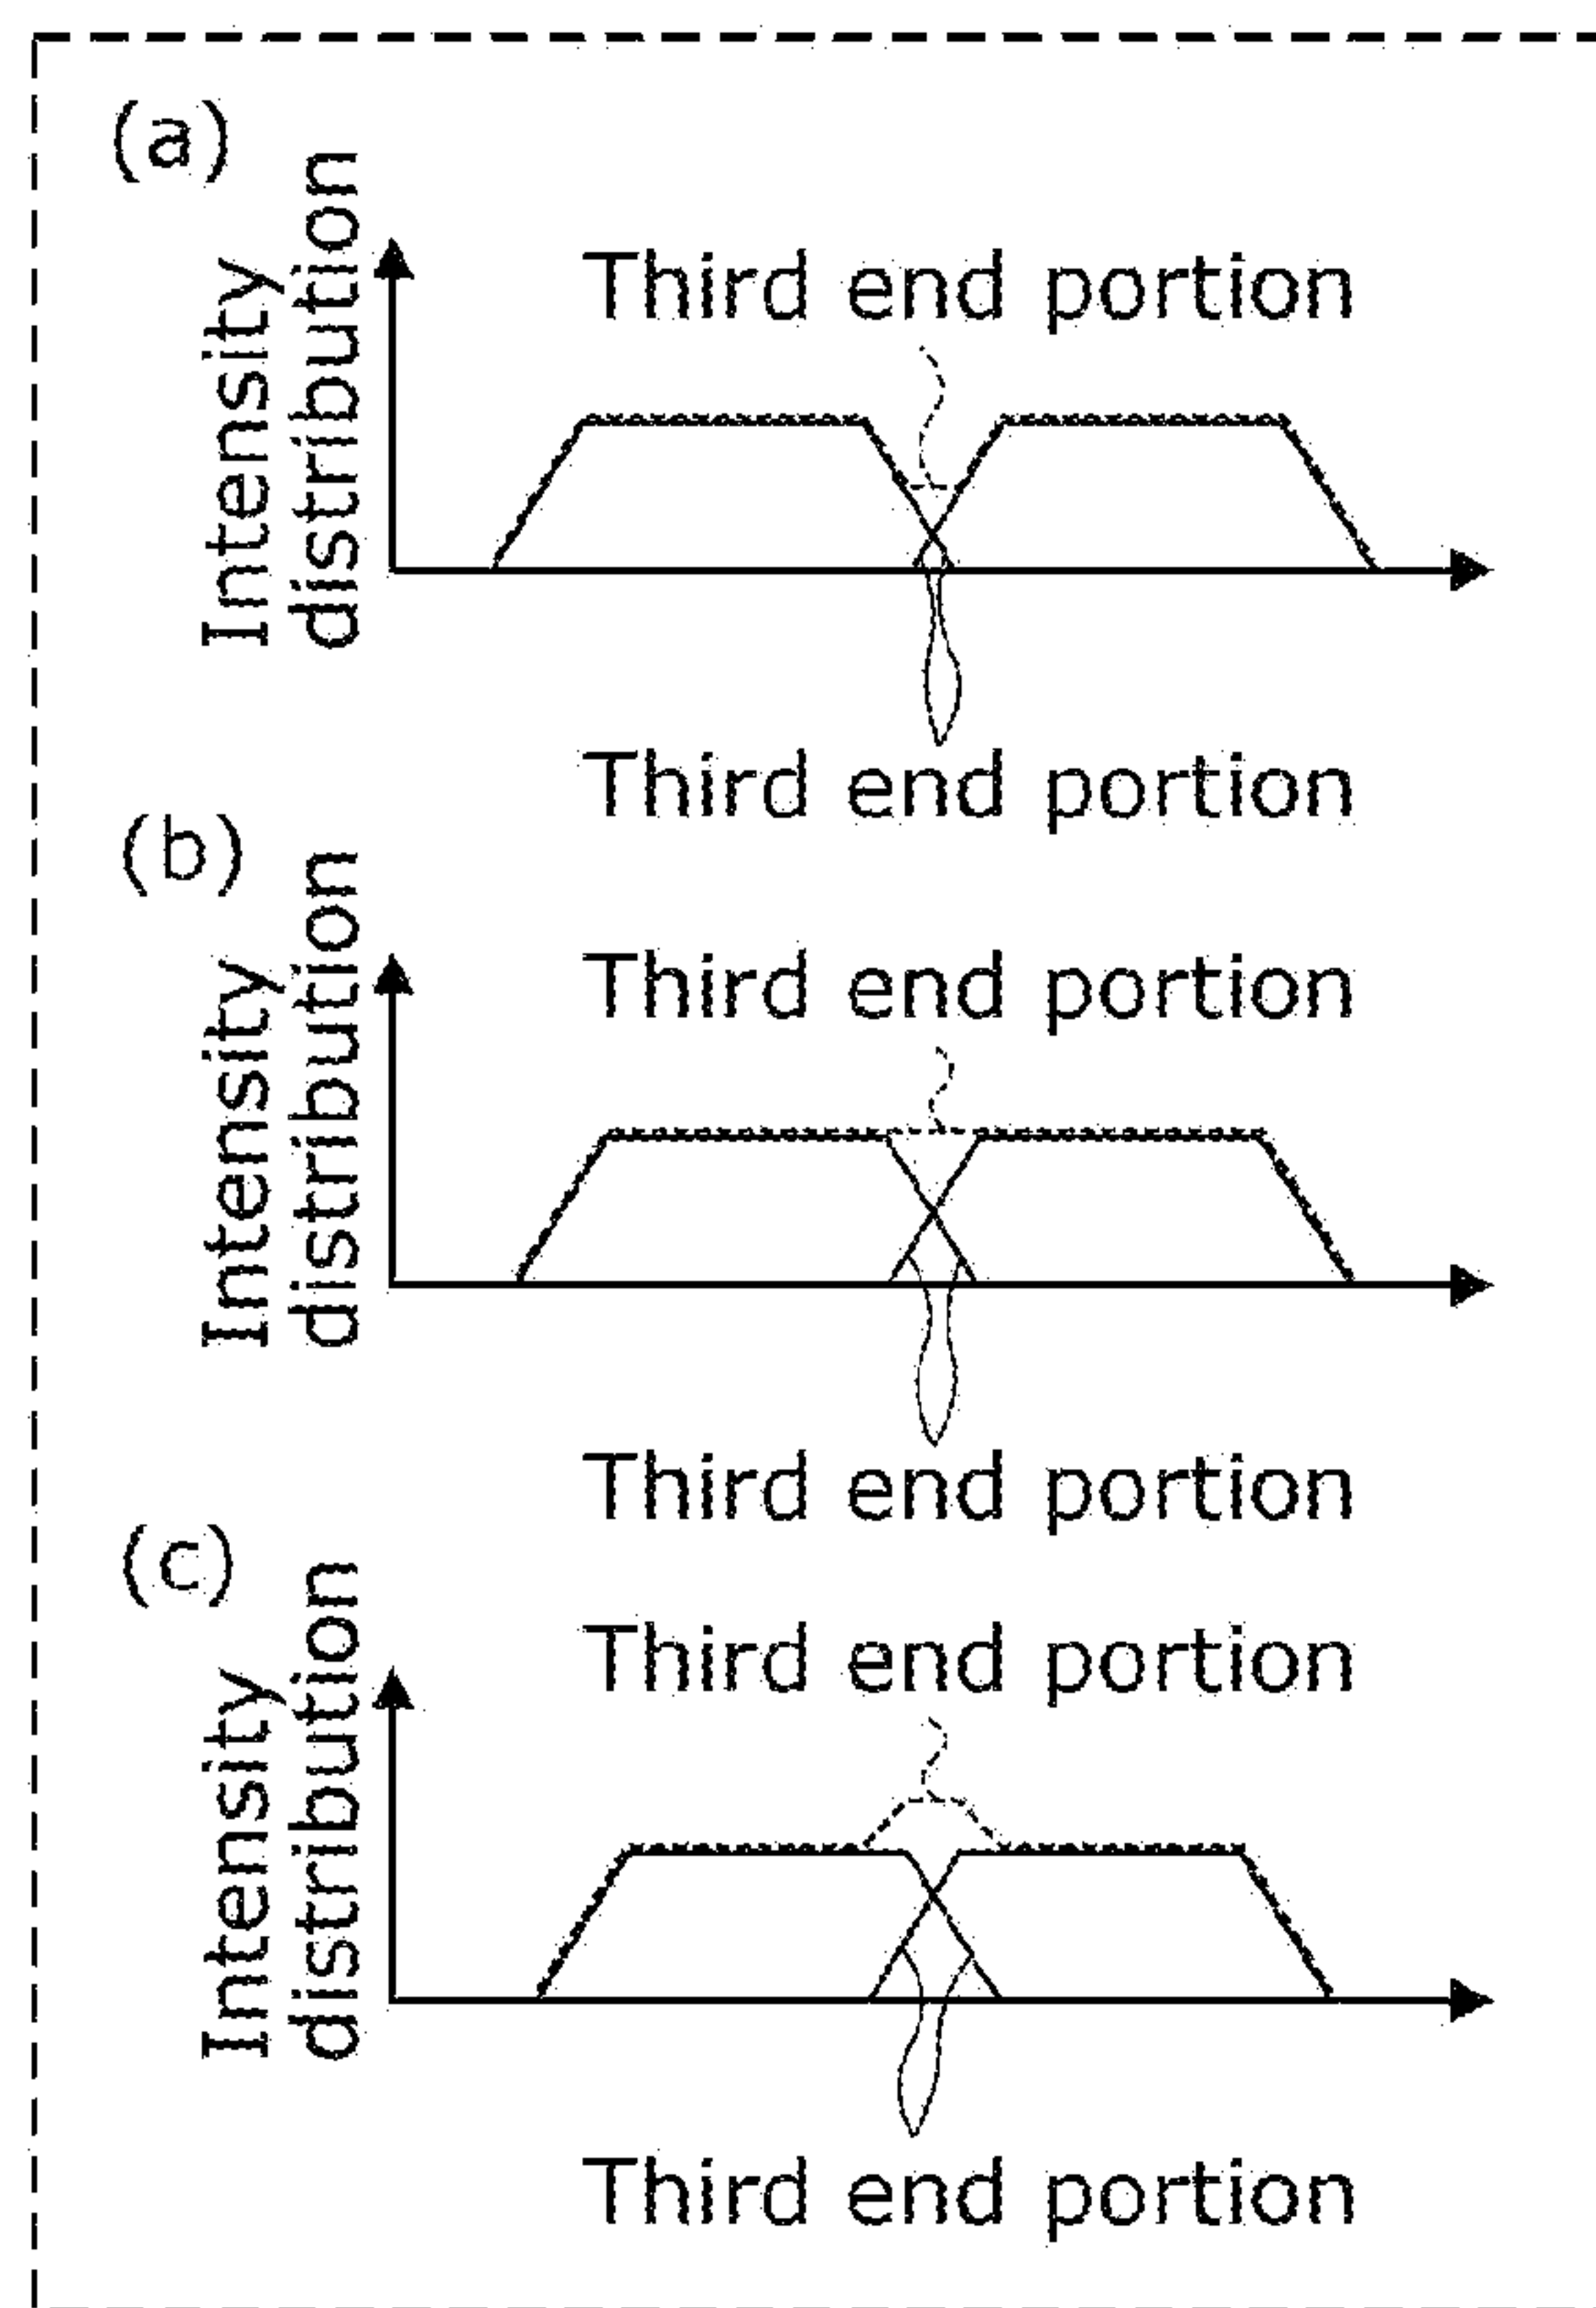 (a)
Intensity
distribution
Third end portion
Third end portion
(b)
Intensity
distribution
Third end portion
Third end portion
(c)
Intensity
distribution
Third end portion
Third end portion